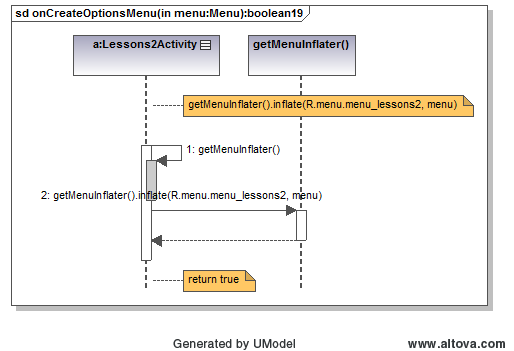 sd onCreateOptionsMenu(in menu:Menu):boolean19
a:Lessons2Activity
getMenuInflater()
getMenuInflater().inflate(R.menu.menu_lessons2, menu)
1: getMenuInflater()
2: getMenuInflater().inflate(R.menu.menu_lessons2, menu)
return true
Generated by UModel
www.altova.com